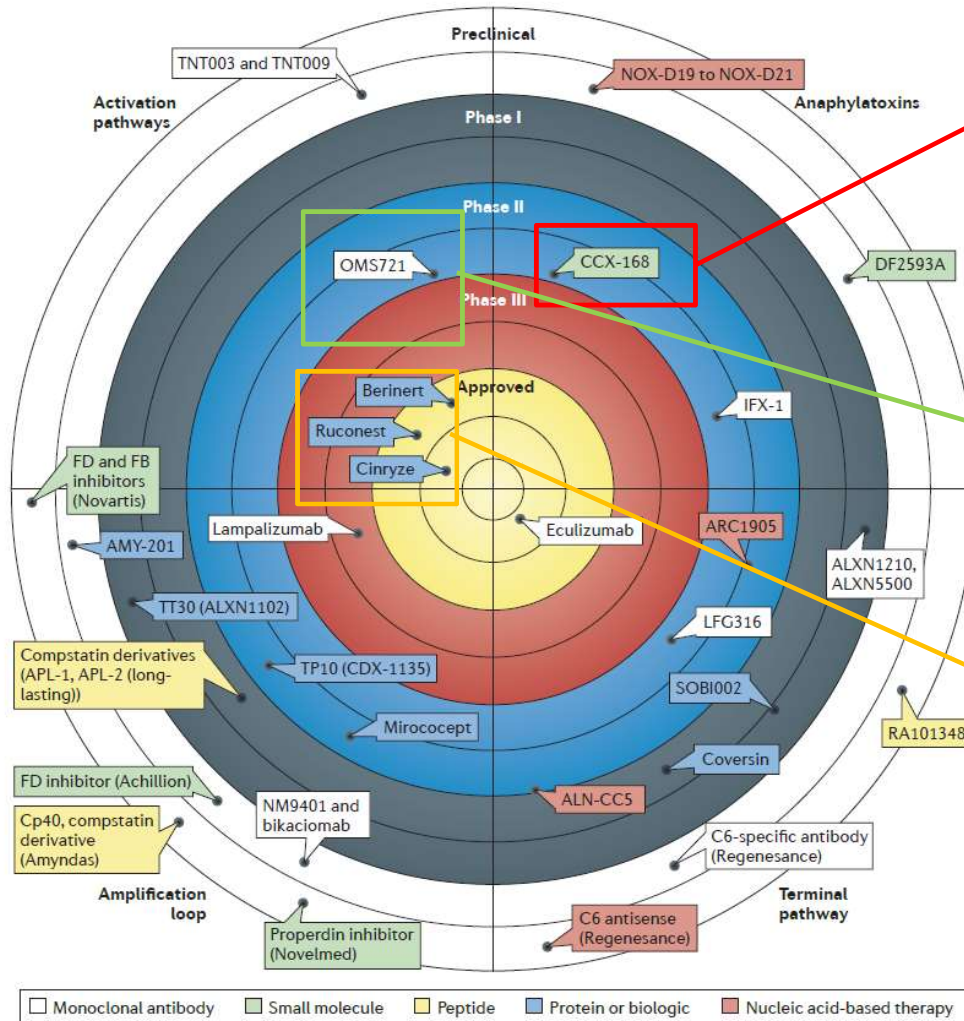 Preclinical
TNT003 and TNT009
NOX-D19 to NOX-D21
Activation
pathways
Anaphylatoxins
Phase I
Phase II
OMS721
CCX-168
DF2593A
Phase III
Approved
Berinert
IFX-1
Ruconest
Cinryze
FD and FB
inhibitors
(Novartis)
Lampalizumab
Eculizumab
ARC1905
AMY-201
ALXN1210,
ALXN5500
TT30 (ALXN1102)
LFG316
Compstatin derivatives
(APL-1, APL-2 (long-
lasting))
TP10 (CDX-1135)
SOBI002
Mirococept
RA101348
Coversin
FD inhibitor (Achillion)
NM9401 and
bikaciomab
ALN-CC5
Cp40, compstatin
derivative
(Amyndas)
C6-specific antibody
(Regenesance)
Amplification
loop
Terminal
pathway
Properdin inhibitor
(Novelmed)
C6 antisense
(Regenesance)
Monoclonal antibody
Small molecule
Peptide
Protein or biologic
Nucleic acid-based therapy